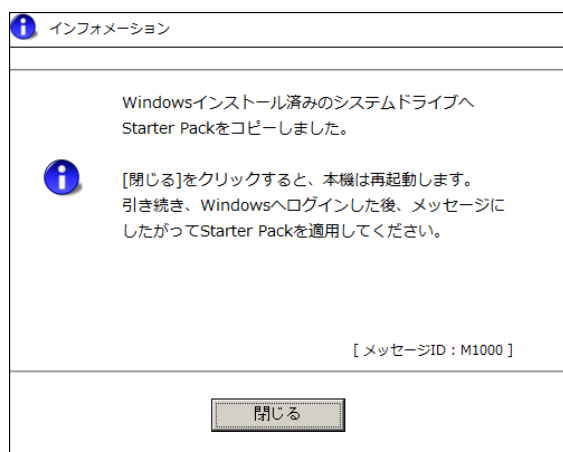 インフォメーション
Windowsインストール済みのシステムドライブへ
Starter Packをコピーしました。
[閉じる]をクリックすると、本機は再起動します。
引き続き、Windowsへログインした後、メッセージに
したがってStarter Packを適用してください。
[ メッセージID : M1000 ]
閉じる